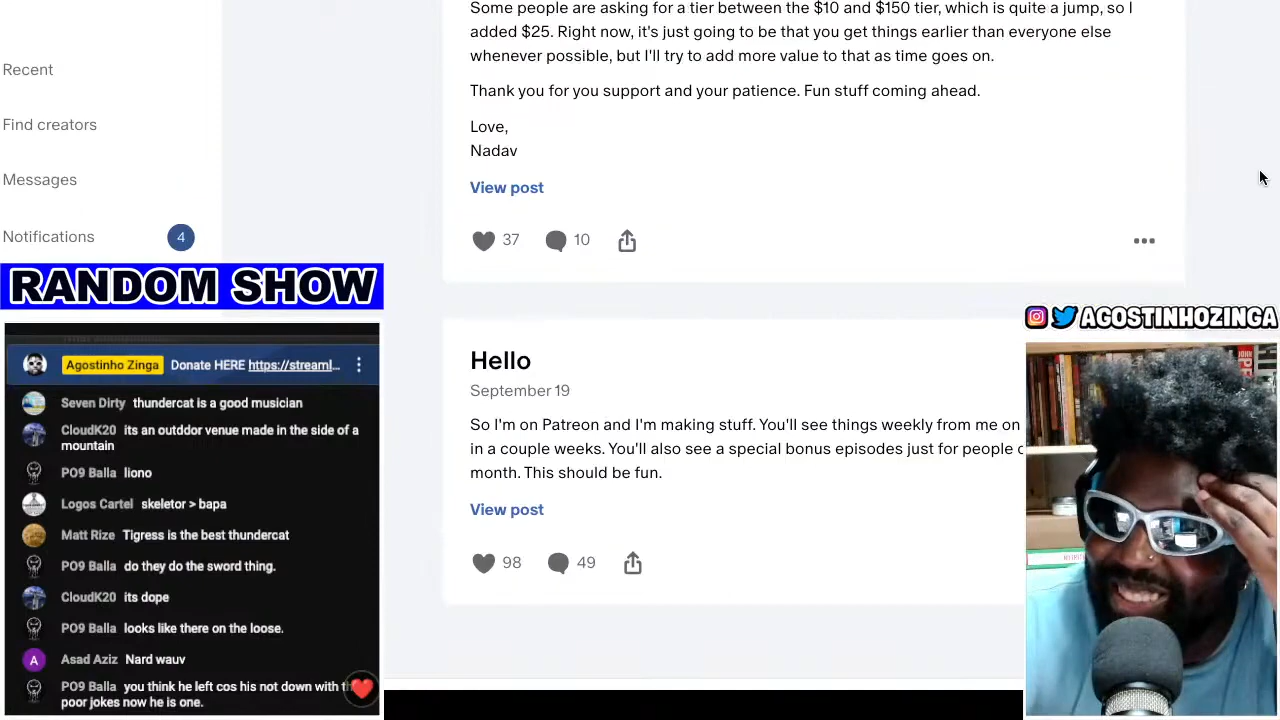 Some people are asking for a tier between the $10 and $150 tier, which is quite a jump, so I
added $25. Right now, it's just going to be that you get things earlier than everyone else
whenever possible, but I'll try to add more value to that as time goes on.
Thank you for you support and your patience. Fun stuff coming ahead.
Love,
Nadav
View post
37 10
Recent
Find creators
Messages
Notifications 4
RANDOM SHOW
Agostinho Zinga Donate HERE https://streaml...
Seven Dirty thundercat is a good musician
CloudK20 its an outddor venue made in the side of a
mountain
PO9 Balla liono
Logos Cartel skeletor > bapa
Matt Rize Tigress is the best thundercat
PO9 Balla do they do the sword thing.
CloudK20 its dope
PO9 Balla looks like there on the loose.
A Asad Aziz Nard wauv
PO9 Balla you think he left cos his not down with
poor jokes now he is one.
Hello
September 19
So I'm on Patreon and I'm making stuff. You'll see things weekly from me on
in a couple weeks. You'll also see a special bonus episodes just for people
month. This should be fun.
View post
98 49
AGOSTINHOZINGA